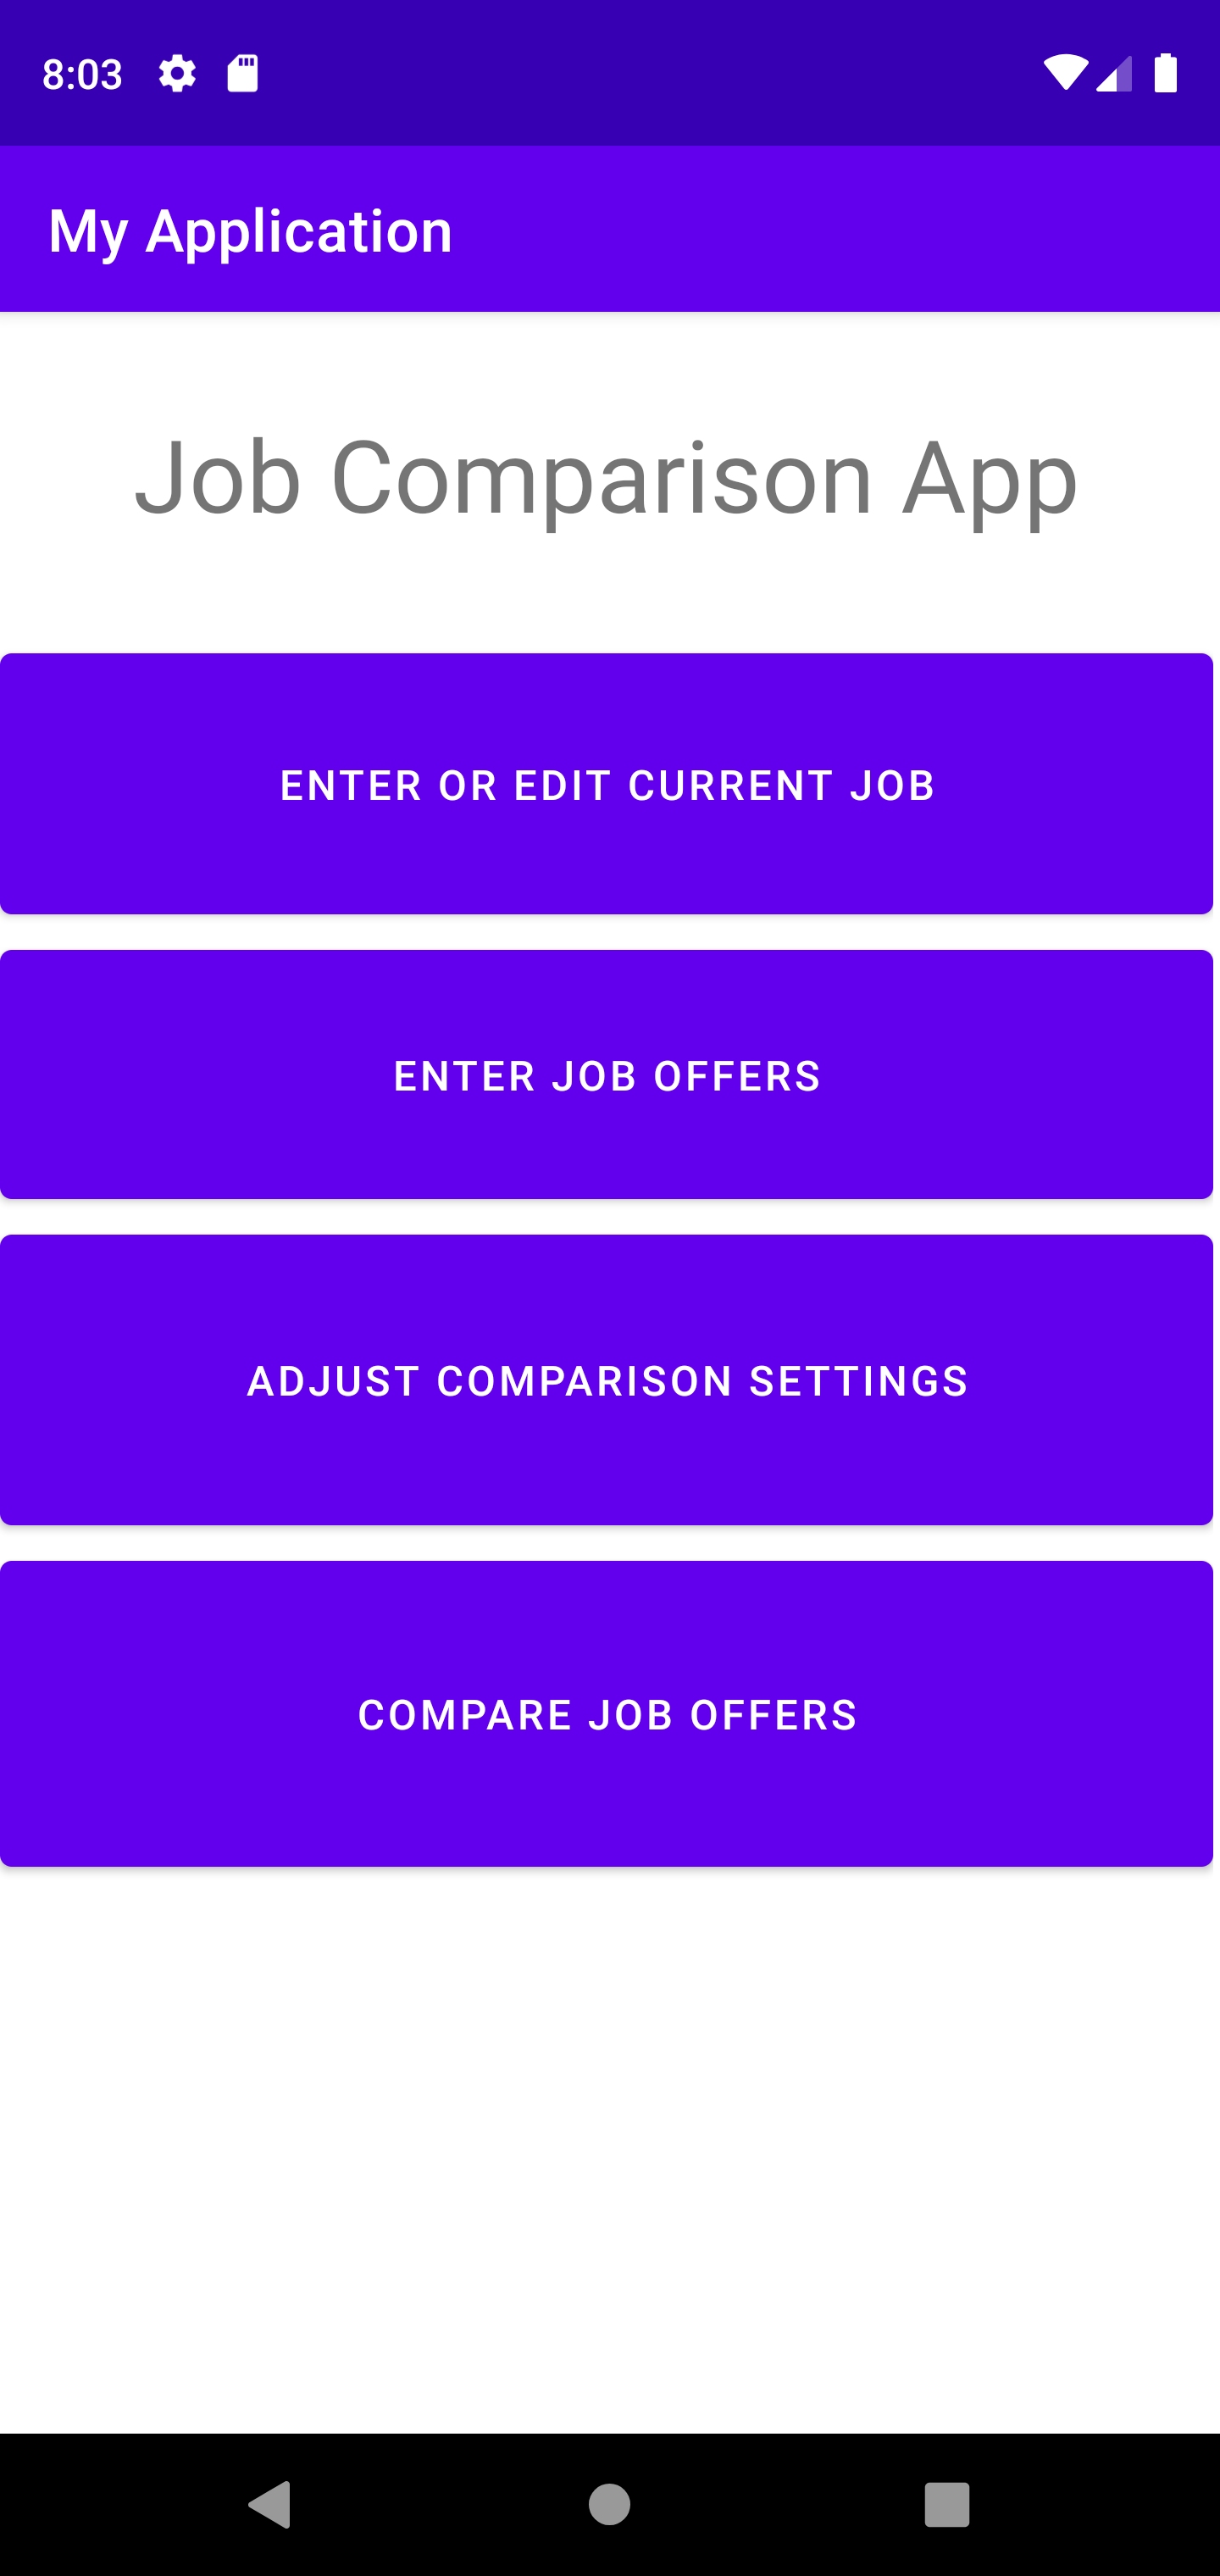 8:03
My Application
Job Comparison App
ENTER OR EDIT CURRENT JOB
ENTER JOB OFFERS
ADJUST COMPARISON SETTINGS
COMPARE JOB OFFERS